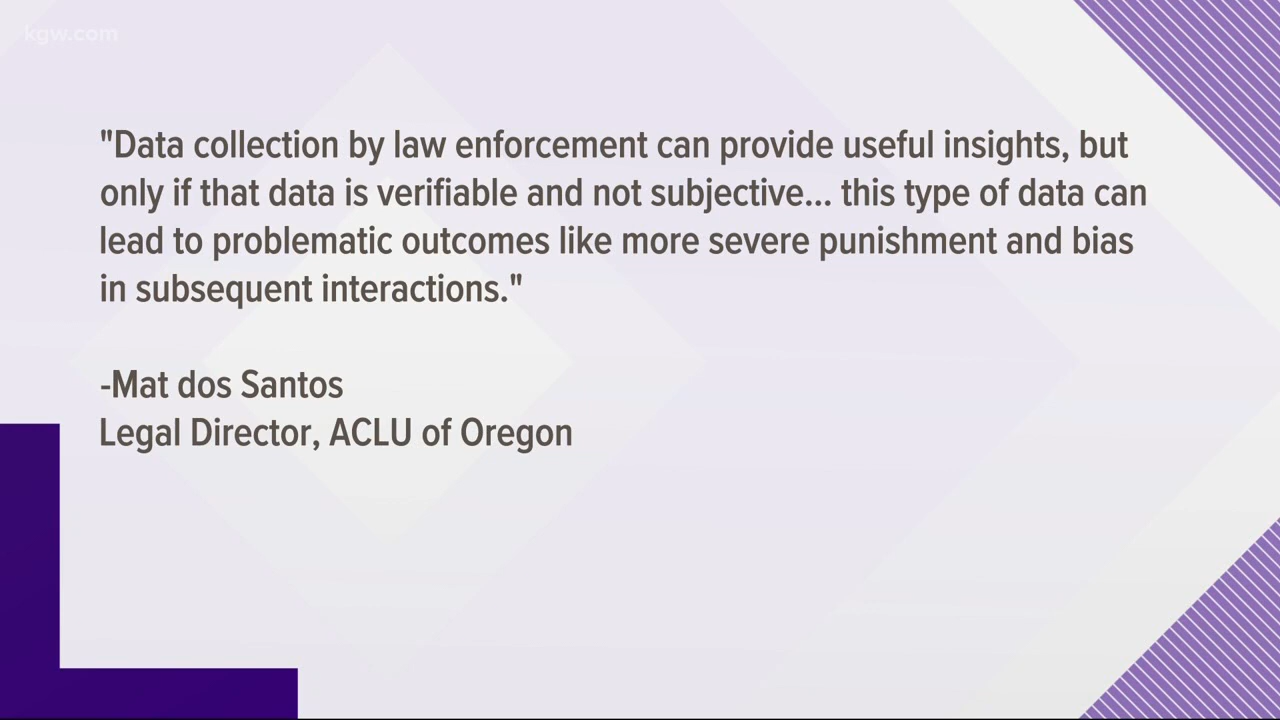 kgw.com
"Data collection by law enforcement can provide useful insights, but
only if that data is verifiable and not subjective... this type of data can
lead to problematic outcomes like more severe punishment and bias
in subsequent interactions."
-Mat dos Santos
Legal Director, ACLU of Oregon